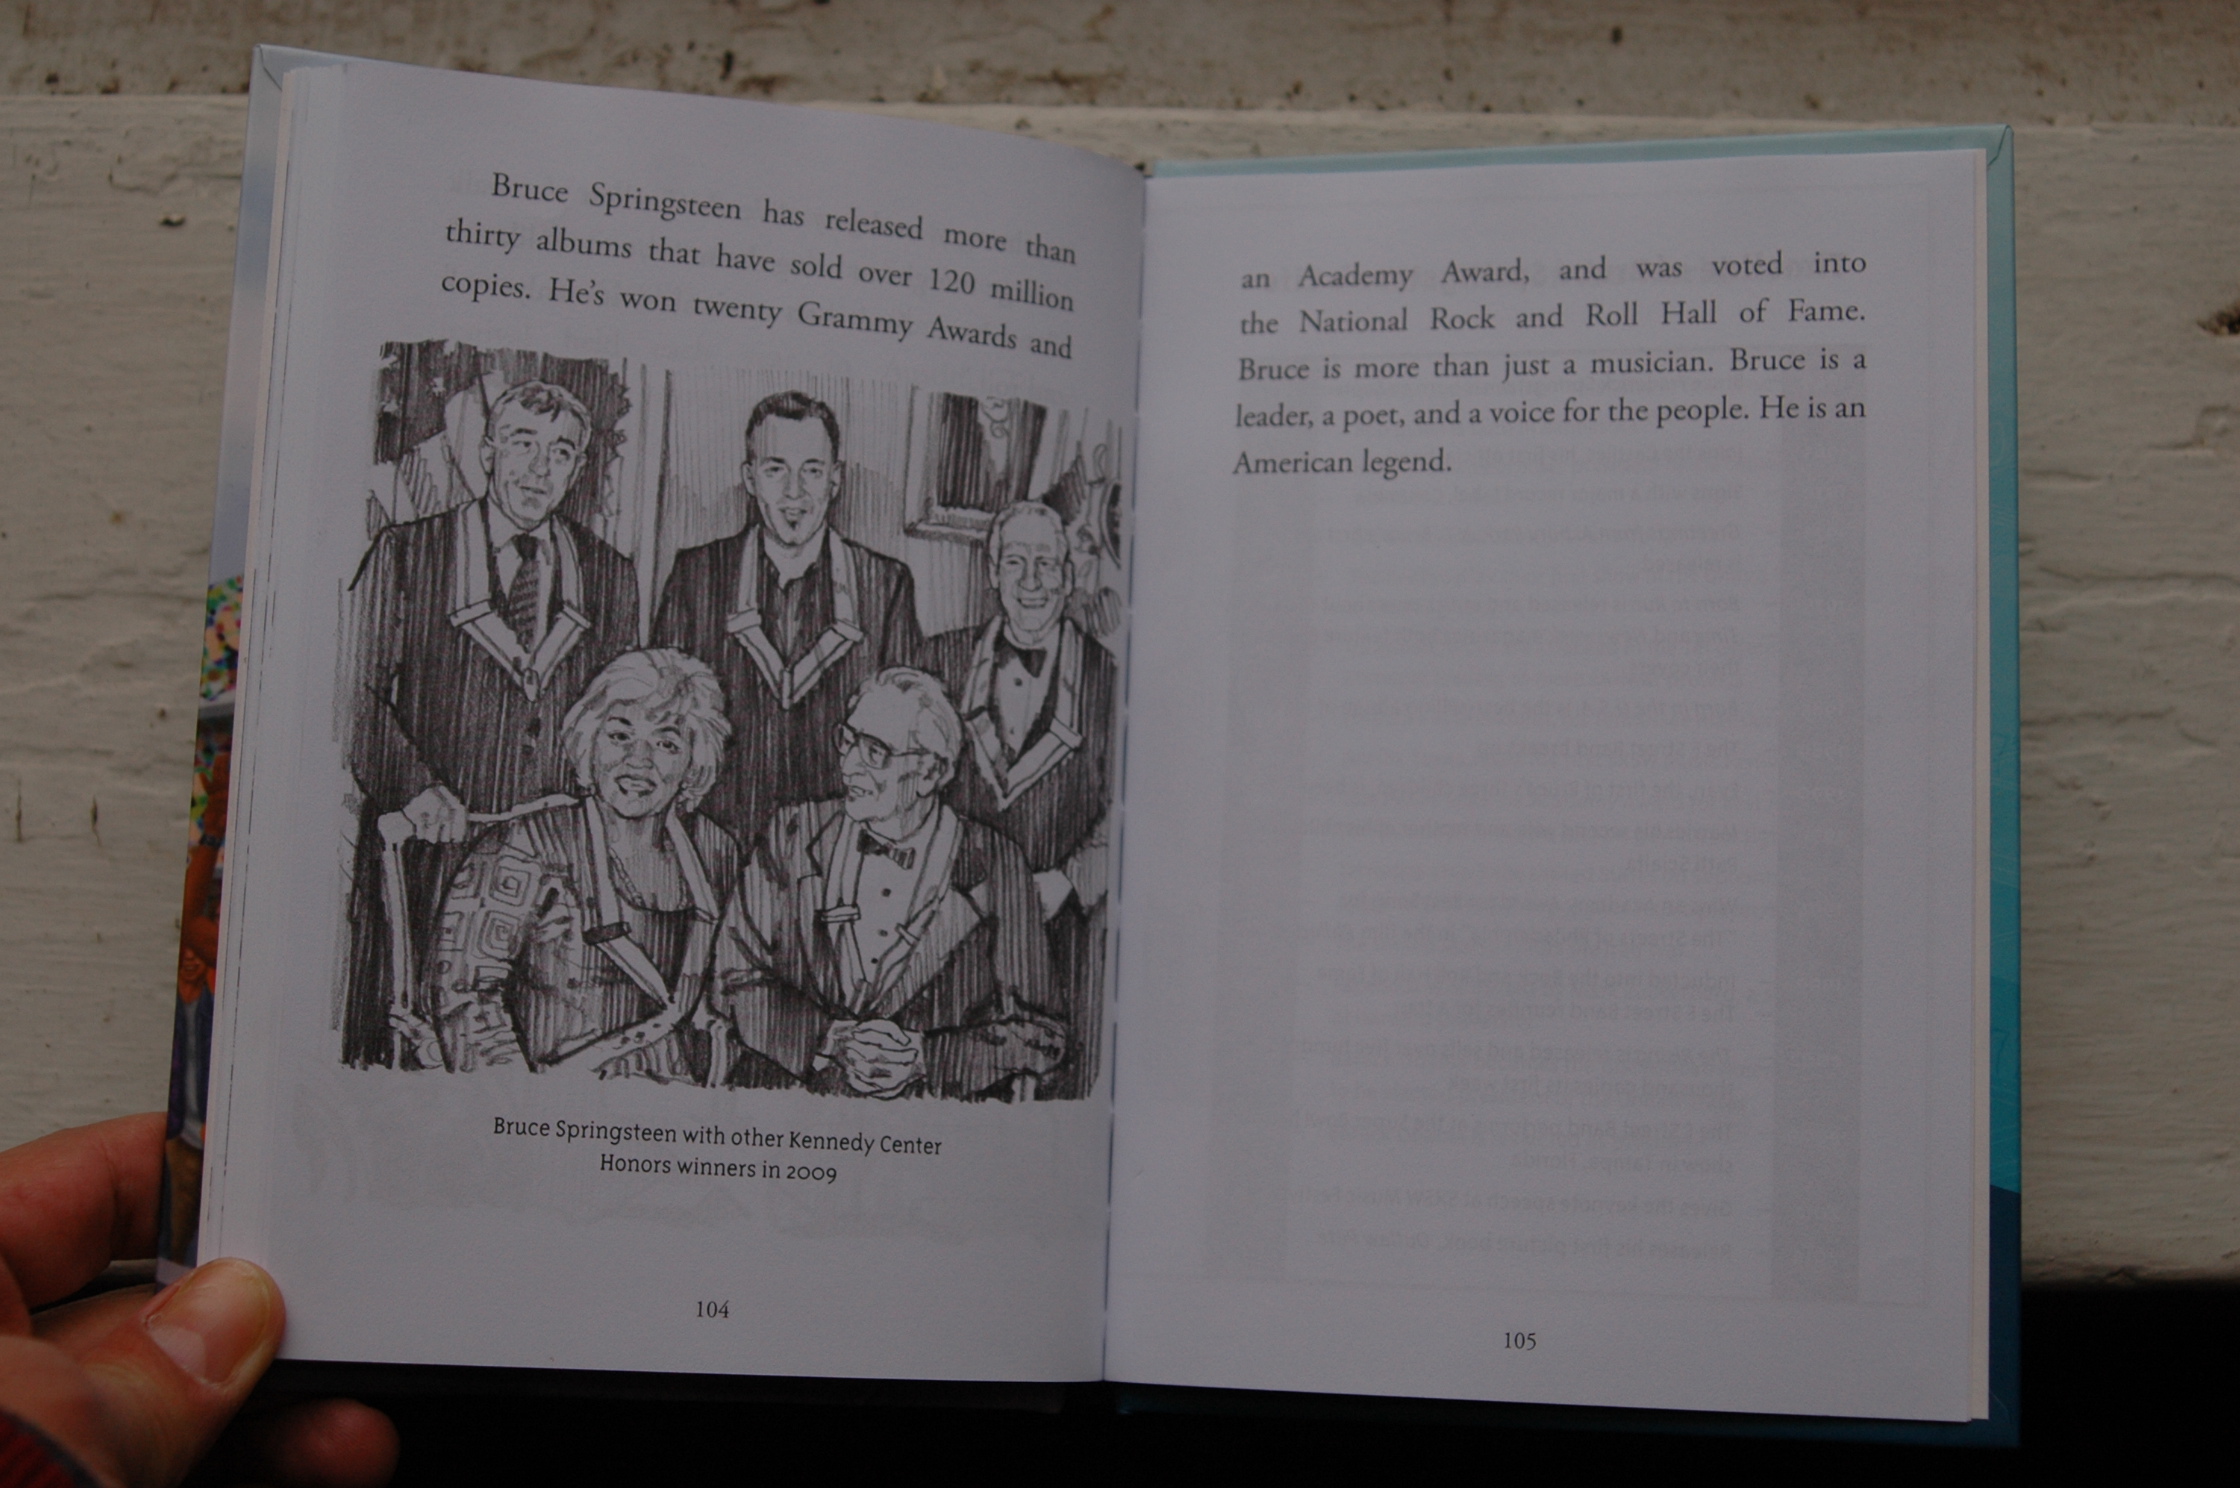 Bruce Springsteen has released more than
thirty albums that have sold over 120 million
copies. He's won twenty Grammy Awards and
Bruce Springsteen with other Kennedy Center
Honors winners in 2009
104
an Academy Award, and was voted into
the National Rock and Roll Hall of Fame.
Bruce is more than just a musician. Bruce is a
leader, a poet, and a voice for the people. He is an
American legend.
105